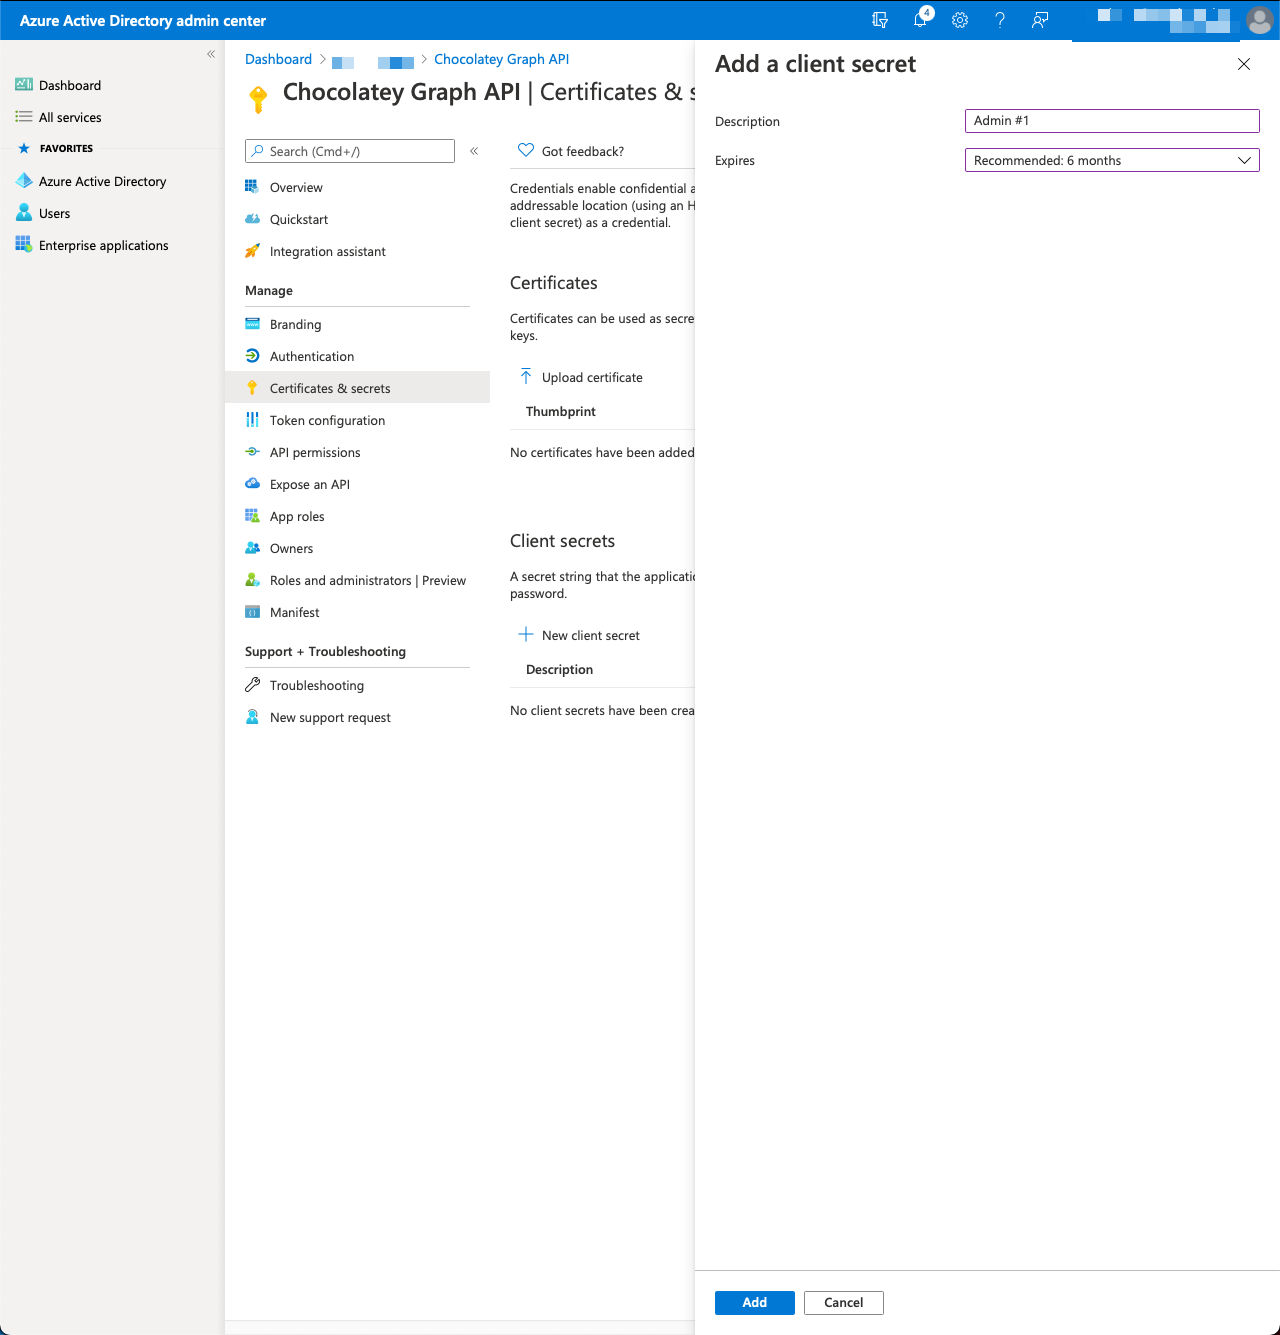 Azure Active Directory admin center
4
Dashboard
All services
FAVORITES
Azure Active Directory
Users
Enterprise applications
Dashboard
Chocolatey Graph API
Chocolatey Graph API | Certificates & s
Search (Cmd+/)
Overview
Quickstart
Integration assistant
Manage
Branding
Authentication
Certificates & secrets
Token configuration
API permissions
Expose an API
App roles
Owners
Roles and administrators | Preview
Manifest
Support + Troubleshooting
Troubleshooting
New support request
Got feedback?
Credentials enable confidential a
addressable location (using an H
client secret) as a credential.
Certificates
Certificates can be used as secre
keys.
Upload certificate
Thumbprint
No certificates have been added
Client secrets
A secret string that the applicatio
password.
New client secret
Description
No client secrets have been crea
Add a client secret
Description
Admin #1
Expires
Recommended: 6 months
Add
Cancel